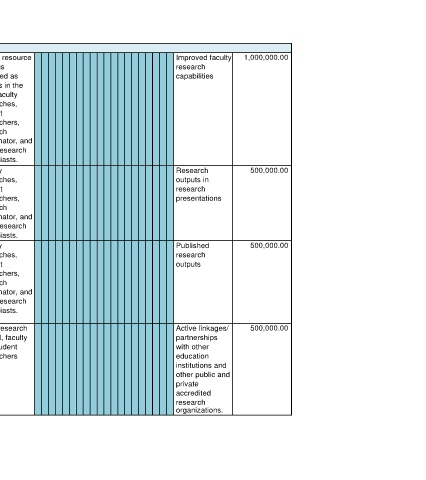 resource
s
ed as
s in the
aculty
ches,
t
chers,
ch
nator, and
esearch
iasts.
Improved faculty
research
capabilities
1,000,000.00
y
ches,
t
chers,
ch
nator, and
esearch
iasts.
Research
outputs in
research
presentations
500,000.00
y
ches,
t
chers,
ch
nator, and
esearch
iasts.
Published
research
outputs
500,000.00
esearch
, faculty
udent
chers
Active linkages/
partnerships
with other
education
institutions and
other public and
private
accredited
research
organizations.
500,000.00